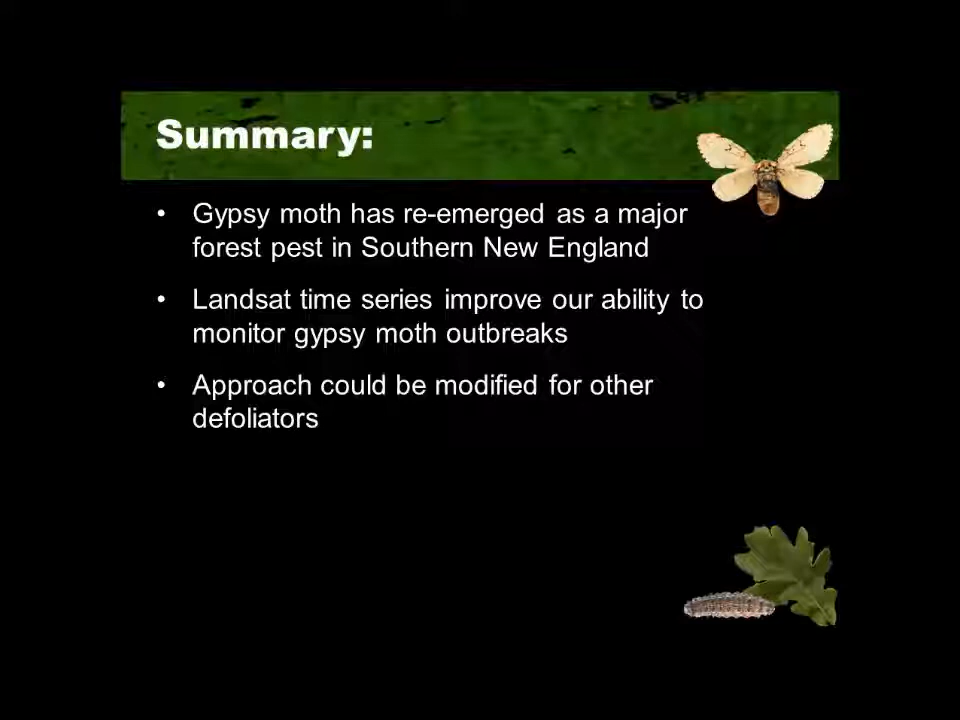 Summary:
• Gypsy moth has re-emerged as a major
forest pest in Southern New England
• Landsat time series improve our ability to
monitor gypsy moth outbreaks
• Approach could be modified for other
defoliators